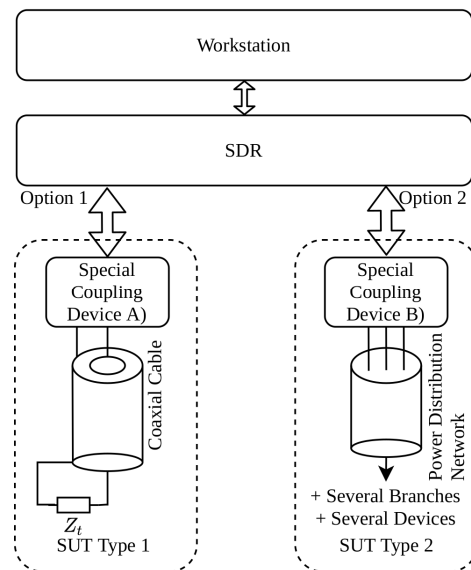 Workstation
SDR
Option 1
Option 2
Special
Coupling
Device A)
Coaxial Cable
Z_t
SUT Type 1
Special
Coupling
Device B)
Power Distribution
Network
+ Several Branches
+ Several Devices
SUT Type 2